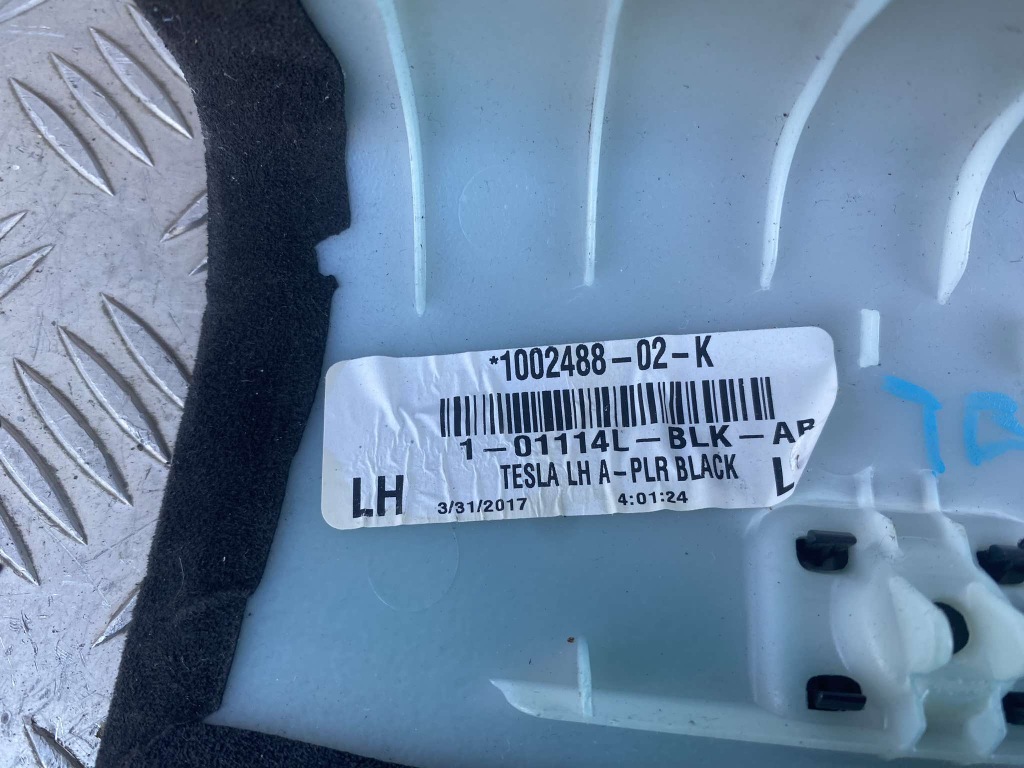 *1002488-02-K
1-01114L-BLK-AB
TESLA LH A-PLR BLACK
LH 3/31/2017 4:01:24 L